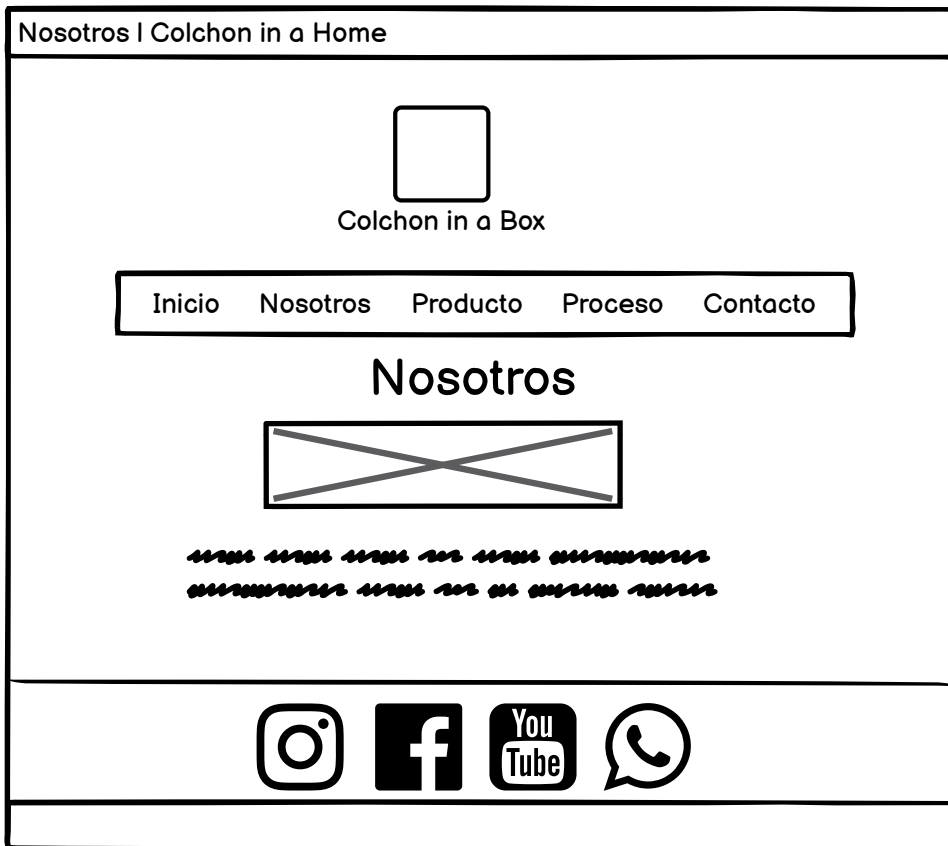 Nosotros | Colchon in a Home
Colchon in a Box
Inicio Nosotros Producto Proceso Contacto
Nosotros
You
Tube